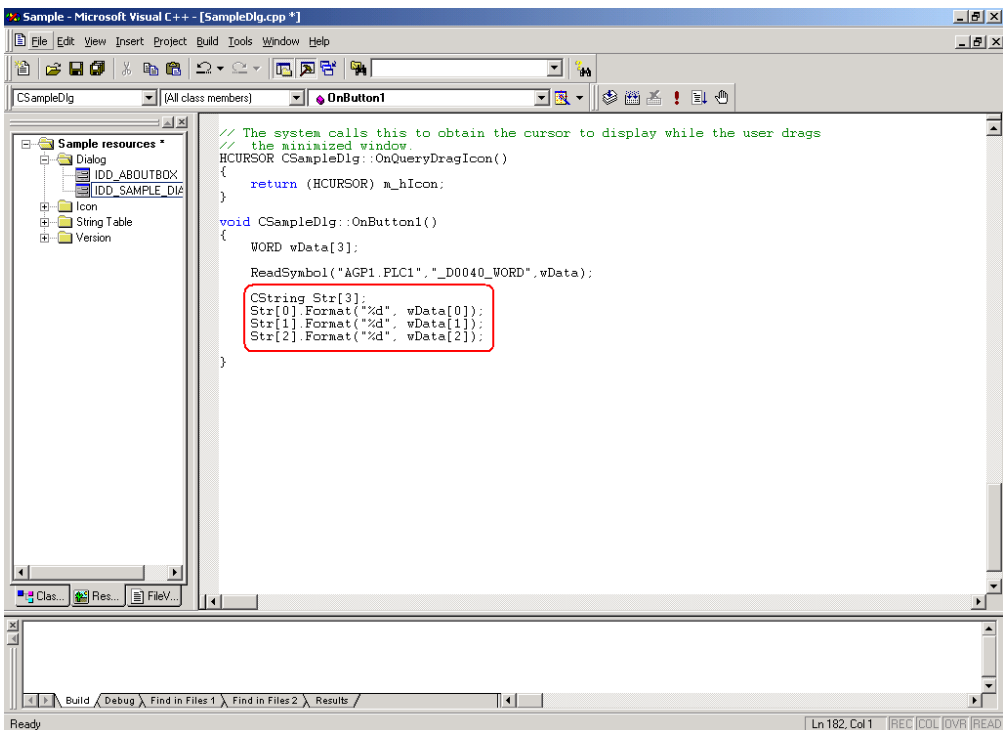 Sample - Microsoft Visual C++ - [SampleDlg.cpp *]
File Edit View Insert Project Build Tools Window Help
CSampleDlg (All class members) OnButton1
Sample resources *
Dialog
IDD_ABOUTBOX
IDD_SAMPLE_DIA
Icon
String Table
Version
// The system calls this to obtain the cursor to display while the user drags
//  the minimized window.
HCURSOR CSampleDlg::OnQueryDragIcon()
{
    return (HCURSOR) m_hIcon;
}
void CSampleDlg::OnButton1()
{
    WORD wData[3];
    ReadSymbol("AGP1.PLC1","_D0040_WORD",wData);
    CString Str[3];
    Str[0].Format("%d", wData[0]);
    Str[1].Format("%d", wData[1]);
    Str[2].Format("%d", wData[2]);
}
Clas... Res... FileV...
Build Debug Find in Files 1 Find in Files 2 Results
Ready Ln 182, Col 1 REC COL OVR READ